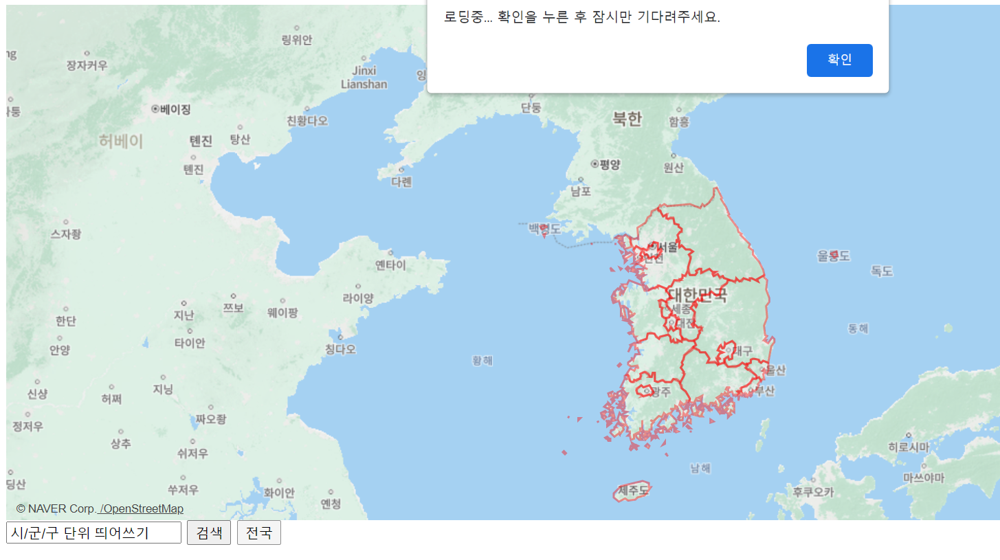 로딩중... 확인을 누른 후 잠시만 기다려주세요.
확인
링위안
장자커우
Jinxi
Lianshan
잉
베이징
친황다오
단둥
북한
함흥
허베이
톈진
탕산
톈진
다롄
평양
원산
남포
스자좡
백령도
서울
인천
울릉도
독도
옌타이
라이양
대한민국
세종
대전
한단
지난
쯔보
웨이팡
타이안
안양
칭다오
황해
동해
대구
울산
신샹
허쩌
지닝
광주
부산
정저우
짜오좡
상추
쉬저우
히로시마
남해
마쓰야마
딩산
쑤저우
화이안
옌청
제주도
후쿠오카
© NAVER Corp. /OpenStreetMap
시/군/구 단위 띄어쓰기 검색 전국